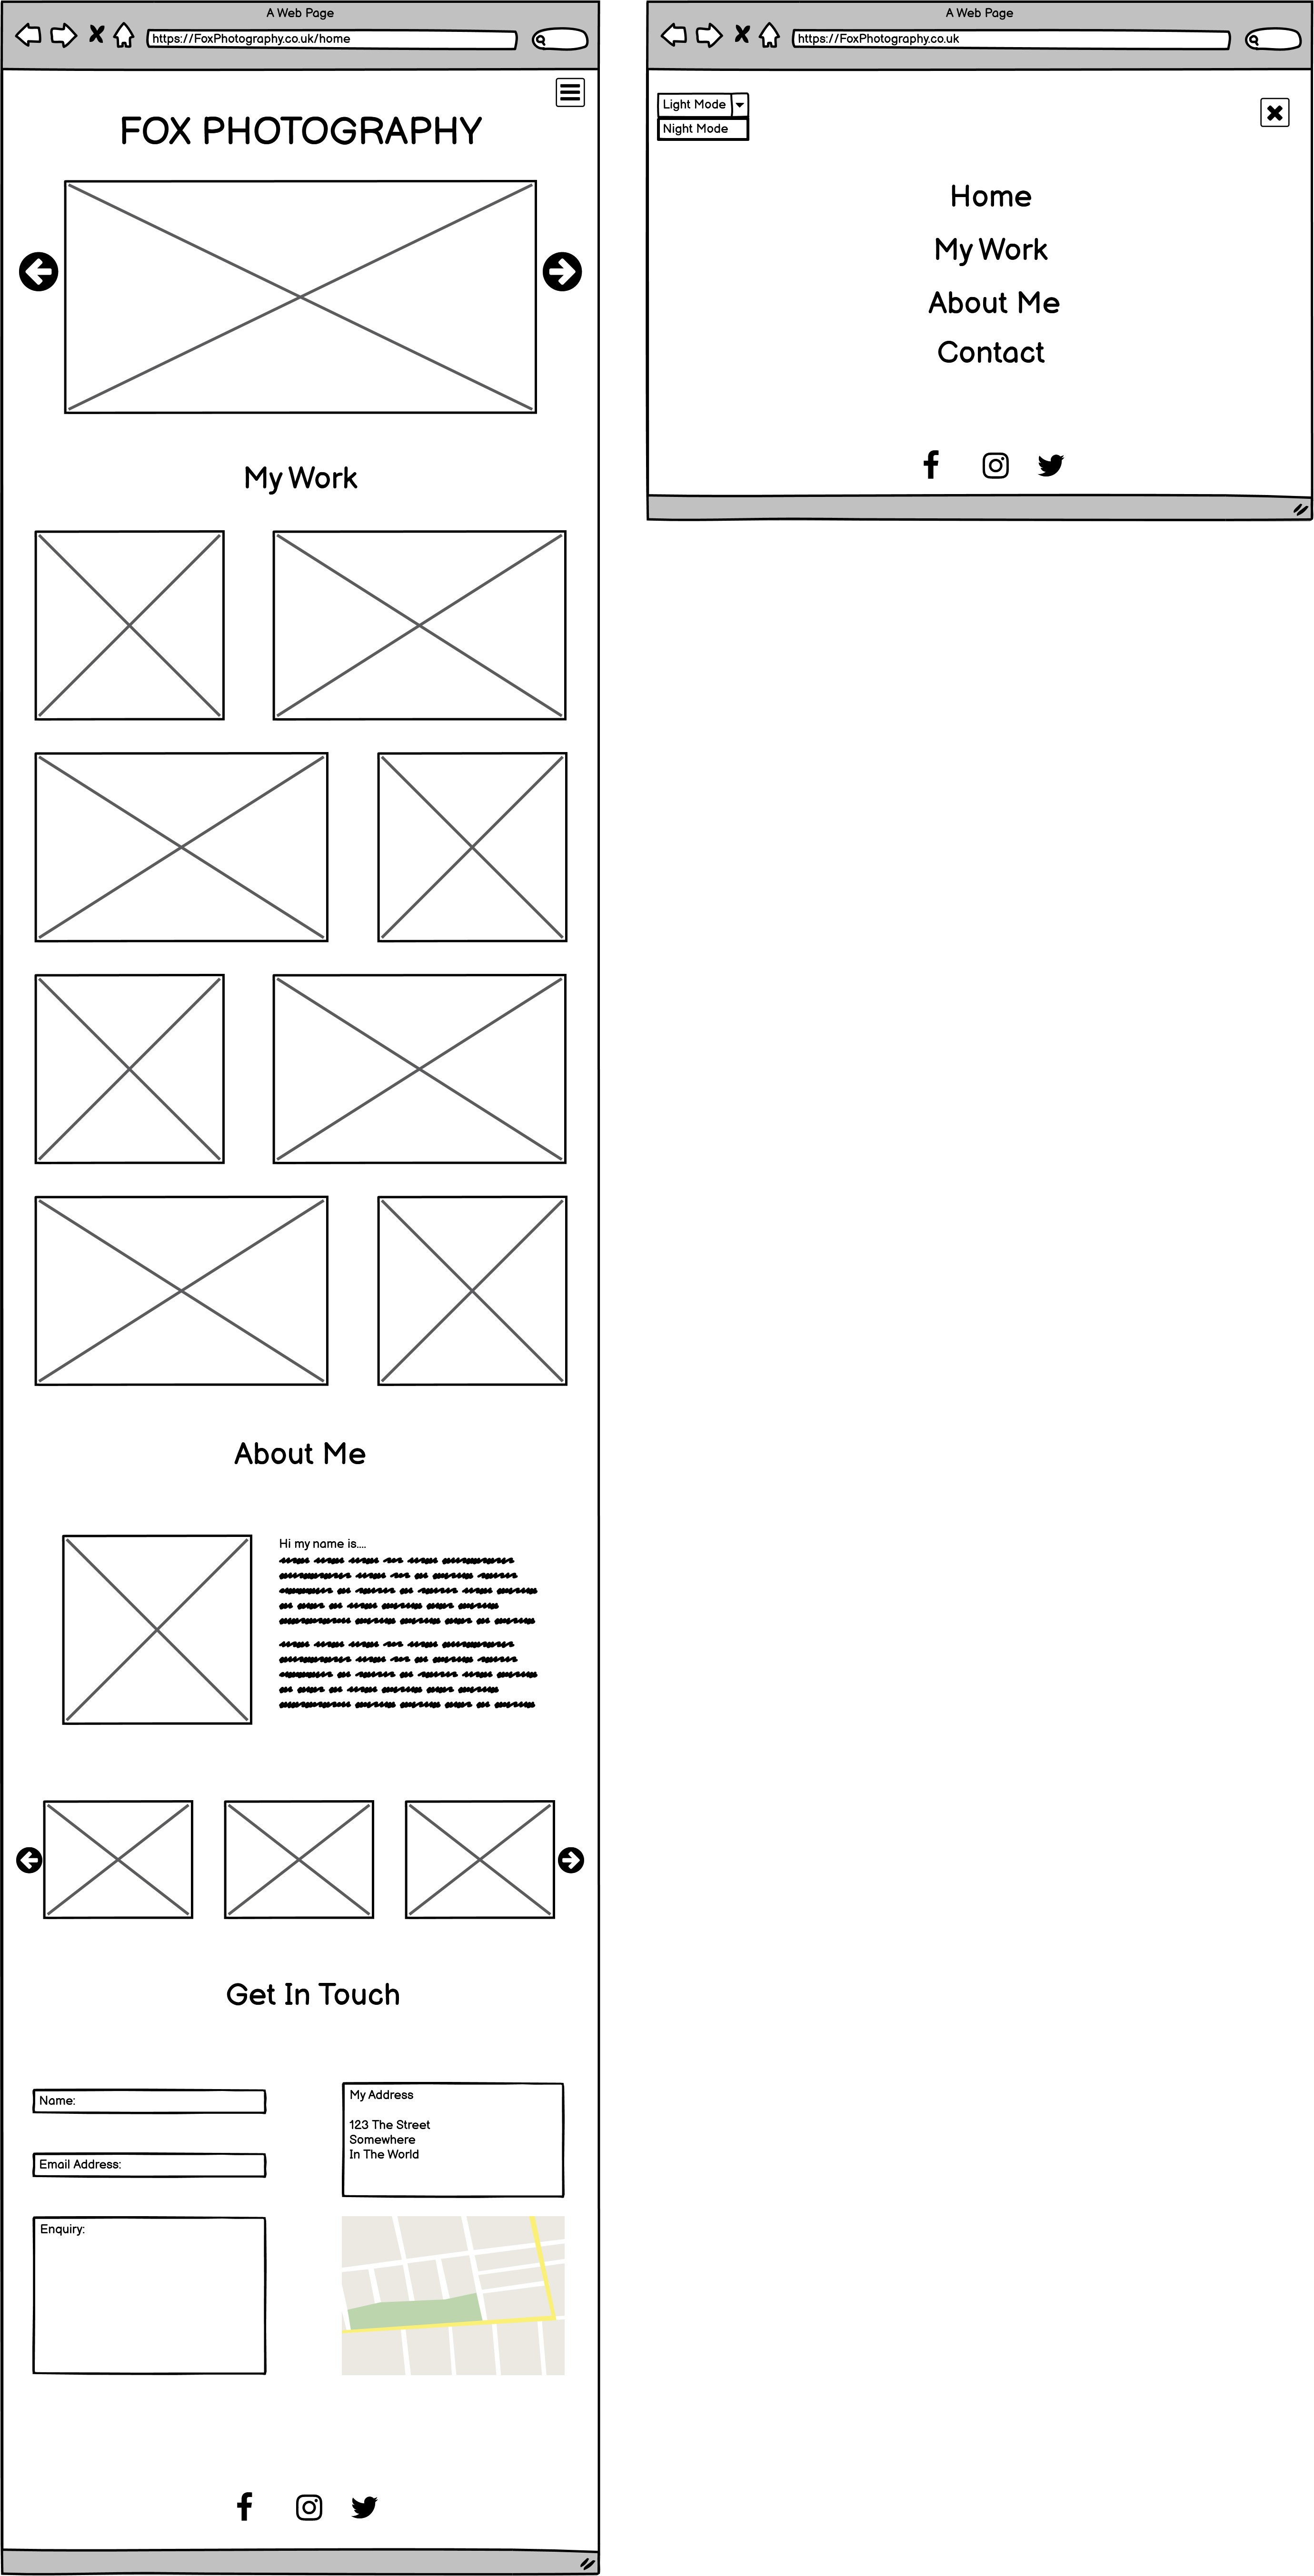 A Web Page
https://FoxPhotography.co.uk/home
FOX PHOTOGRAPHY
My Work
About Me
Hi my name is....
Get In Touch
Name:
Email Address:
Enquiry:
My Address
123 The Street
Somewhere
In The World
A Web Page
https://FoxPhotography.co.uk
Light Mode
Night Mode
Home
My Work
About Me
Contact